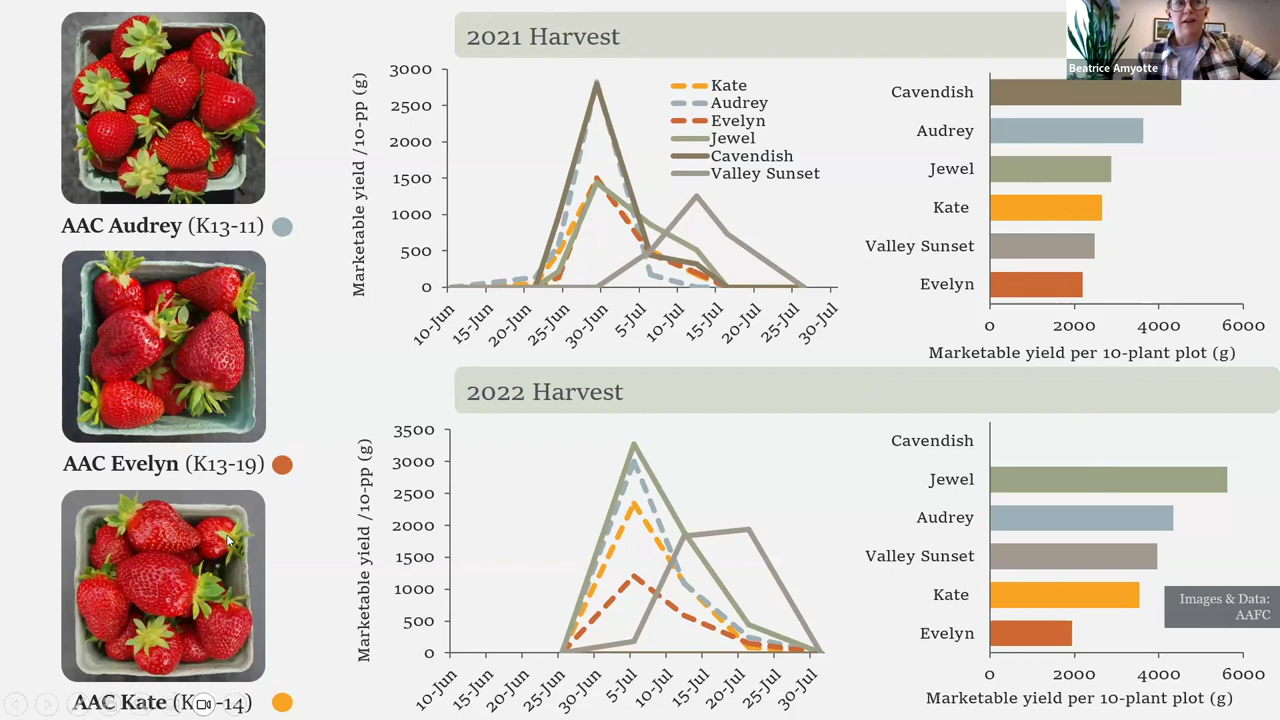 AAC Audrey (K13-11)
AAC Evelyn (K13-19)
AAC Kate (K -14)
2021 Harvest
Marketable yield /10-pp (g)
3000
2500
2000
1500
1000
500
0
10-Jun
15-Jun
20-Jun
25-Jun
30-Jun
5-Jul
10-Jul
15-Jul
20-Jul
25-Jul
30-Jul
Kate
Audrey
Evelyn
Jewel
Cavendish
Valley Sunset
Beatrice Amyotte
Cavendish
Audrey
Jewel
Kate
Valley Sunset
Evelyn
0 2000 4000 6000
Marketable yield per 10-plant plot (g)
2022 Harvest
Marketable yield /10-pp (g)
3500
3000
2500
2000
1500
1000
500
0
10-Jun
15-Jun
20-Jun
25-Jun
30-Jun
5-Jul
10-Jul
15-Jul
20-Jul
25-Jul
30-Jul
Cavendish
Jewel
Audrey
Valley Sunset
Kate
Evelyn
0 2000 4000 6000
Marketable yield per 10-plant plot (g)
Images & Data:
AAFC